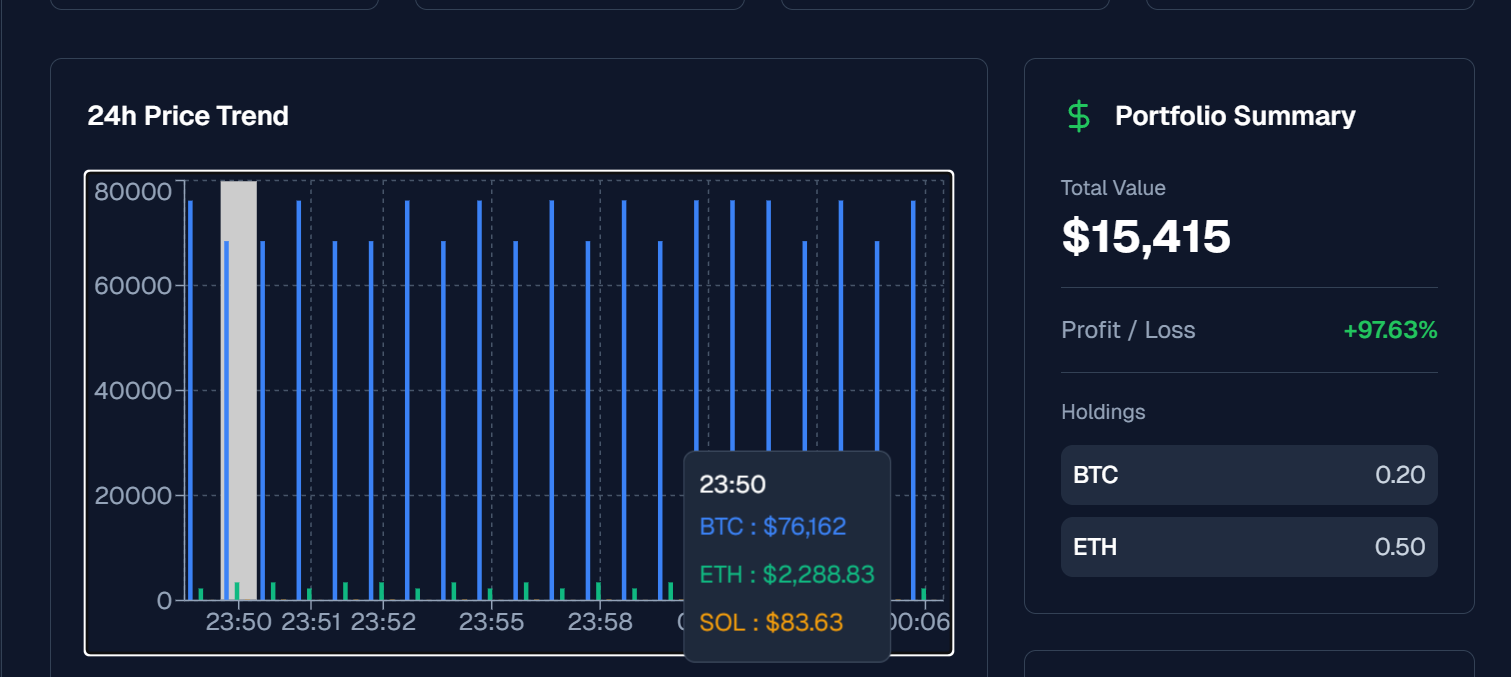 24h Price Trend
80000
60000
40000
20000
0
23:50 23:51 23:52 23:55 23:58 00:06
23:50
BTC : $76,162
ETH : $2,288.83
SOL : $83.63
$ Portfolio Summary
Total Value
$15,415
Profit / Loss +97.63%
Holdings
BTC 0.20
ETH 0.50